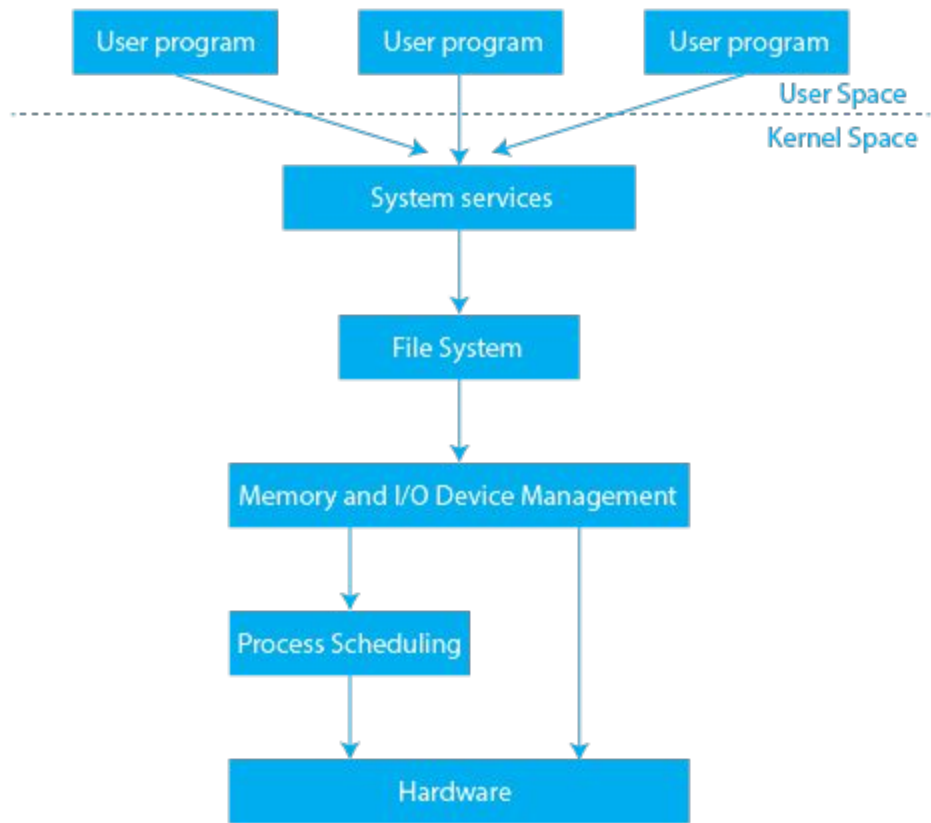 User program
User program
User program
User Space
Kernel Space
System services
File System
Memory and I/O Device Management
Process Scheduling
Hardware